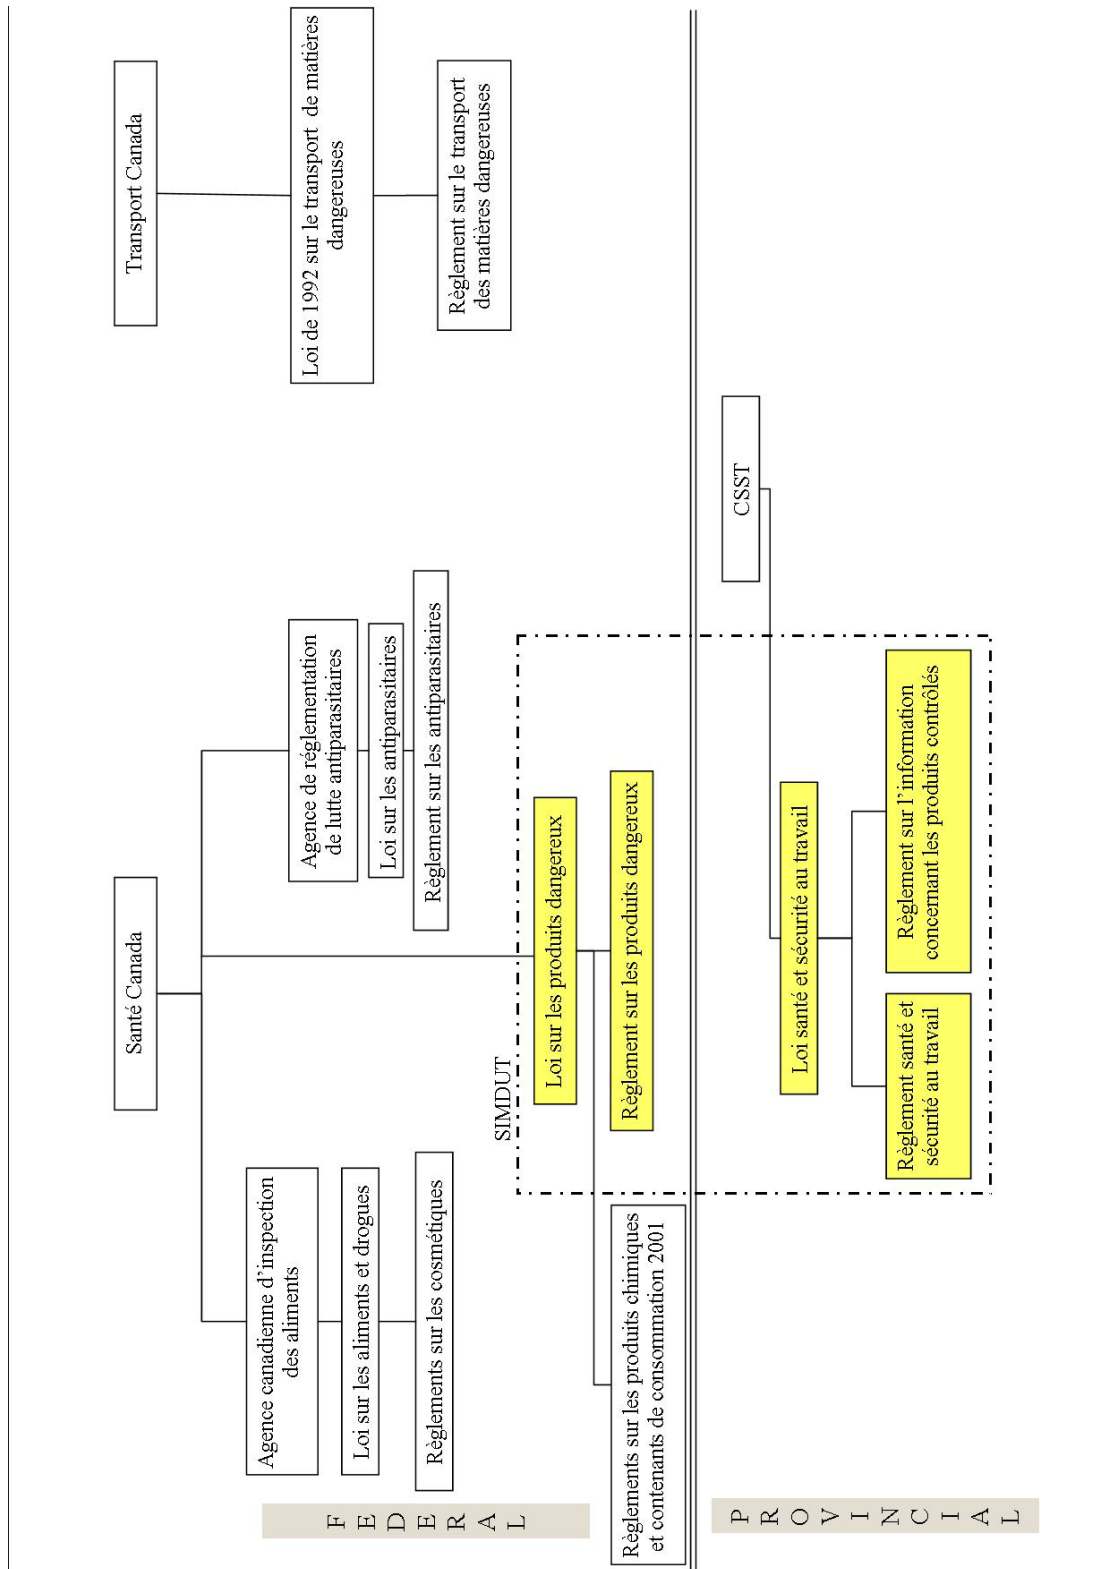 Santé Canada
Transport Canada
Agence canadienne d'inspection
des aliments
Loi sur les aliments et drogues
Règlements sur les cosmétiques
Agence de réglementation
de lutte antiparasitaires
Loi sur les antiparasitaires
Règlement sur les antiparasitaires
Loi de 1992 sur le transport de matières
dangereuses
Règlement sur le transport
des matières dangereuses
FEDERAL
SIMDUT
Loi sur les produits dangereux
Règlement sur les produits dangereux
Règlements sur les produits chimiques
et contenants de consommation 2001
PROVINCIAL
CSST
Loi santé et sécurité au travail
Règlement santé et
sécurité au travail
Règlement sur l'information
concernant les produits contrôlés